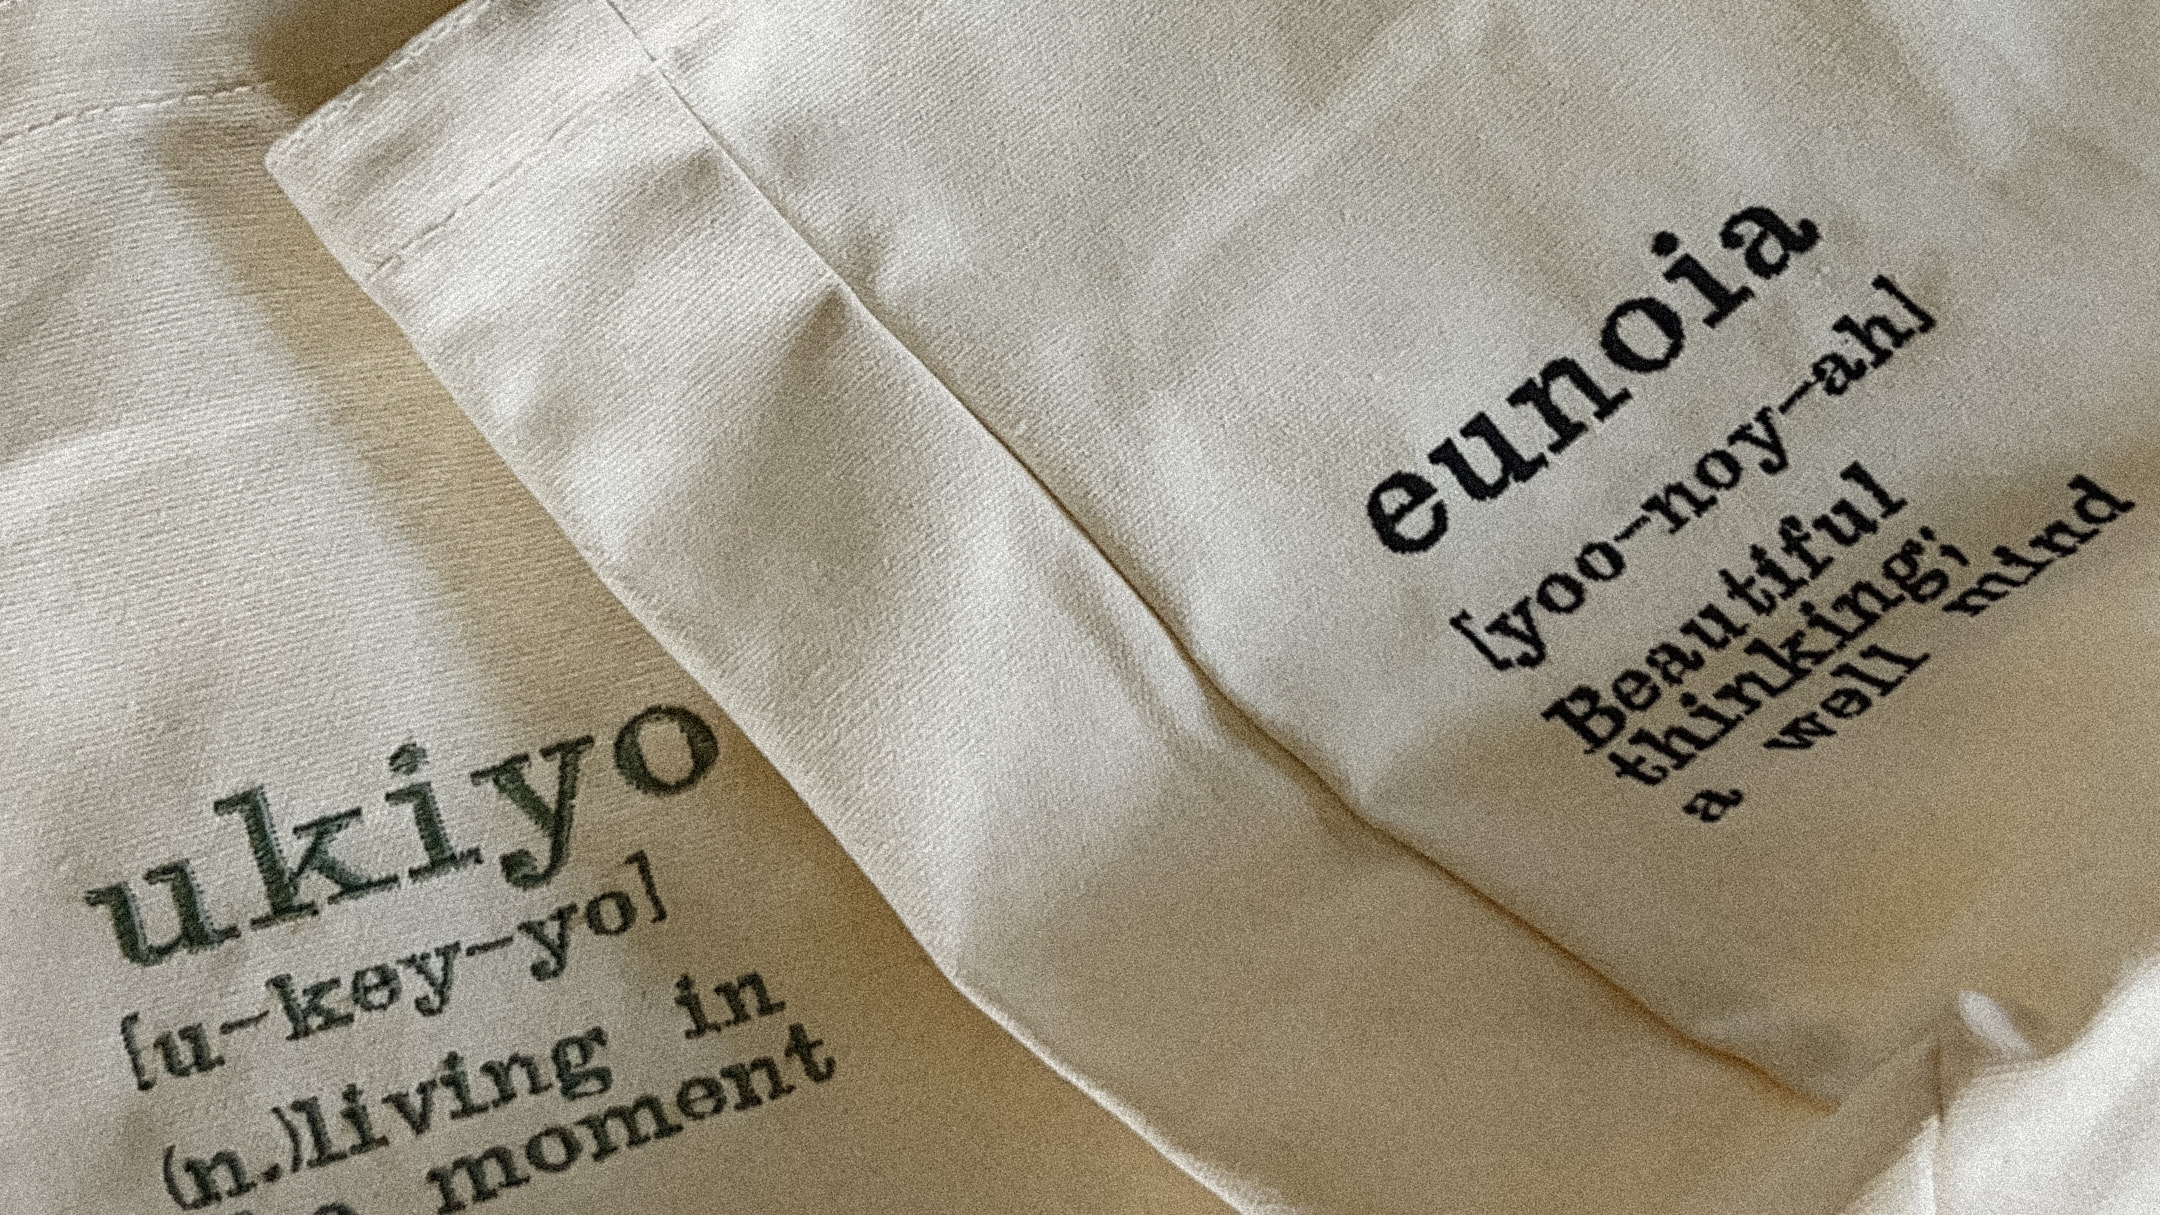 ukiyo
[u-key-yo]
(n.)living in
moment
eunoia
[yoo-noy-ah]
Beautiful
thinking;
a well mind